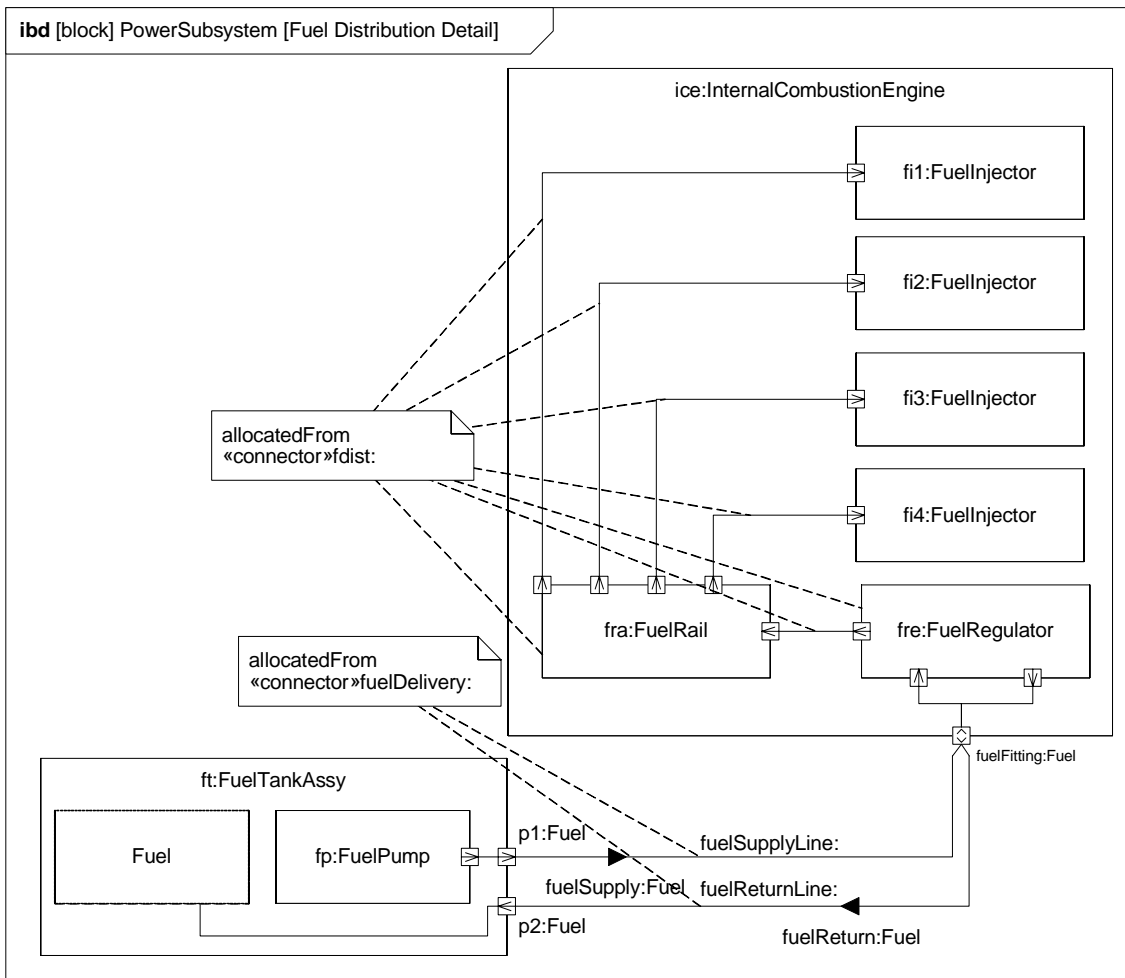 ibd [block] PowerSubsystem [Fuel Distribution Detail]
ice:InternalCombustionEngine
fi1:FuelInjector
fi2:FuelInjector
fi3:FuelInjector
allocatedFrom
«connector»fdist:
fi4:FuelInjector
fra:FuelRail
fre:FuelRegulator
allocatedFrom
«connector»fuelDelivery:
fuelFitting:Fuel
ft:FuelTankAssy
p1:Fuel
fuelSupplyLine:
Fuel
fp:FuelPump
fuelSupply:Fuel
fuelReturnLine:
p2:Fuel
fuelReturn:Fuel